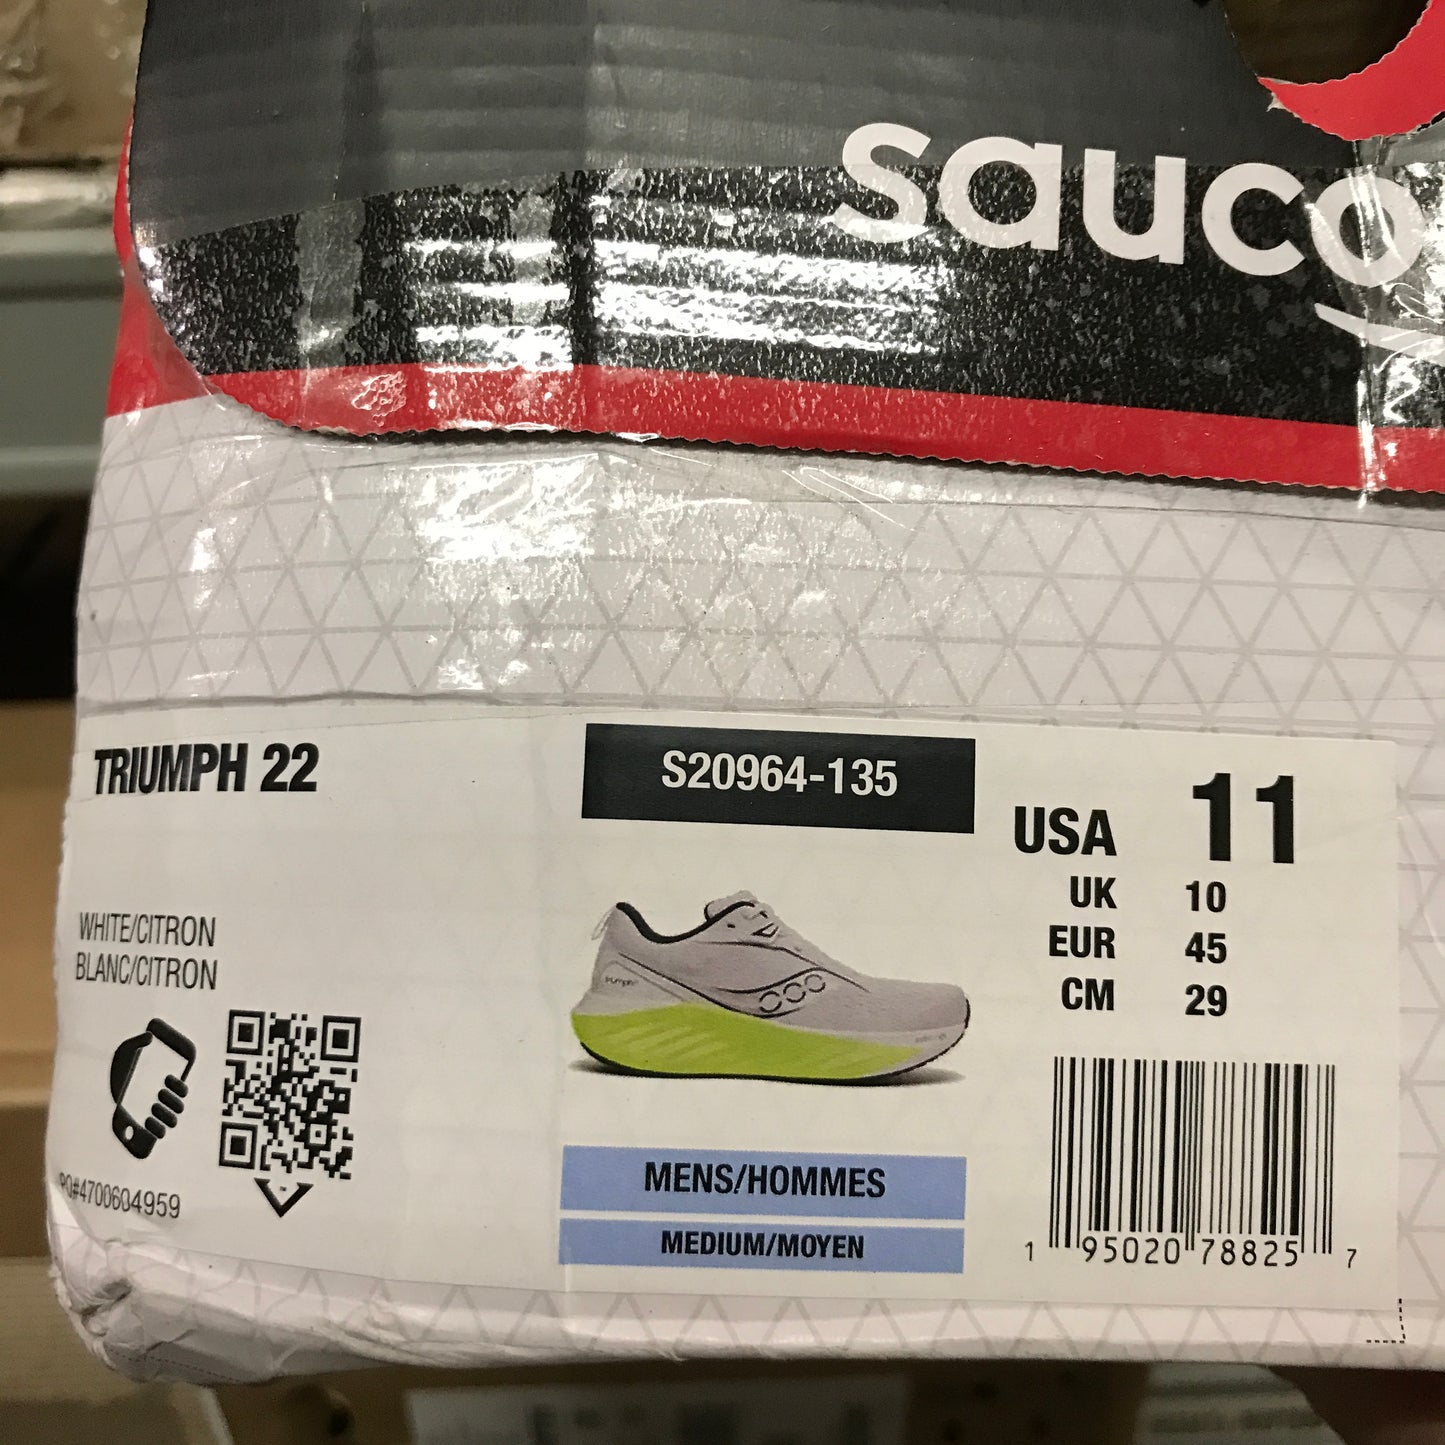 sauco
TRIUMPH 22
S20964-135
USA 11
UK 10
EUR 45
CM 29
WHITE/CITRON
BLANC/CITRON
PO#4700604959
MENS/HOMMES
MEDIUM/MOYEN
1 95020 78825 7